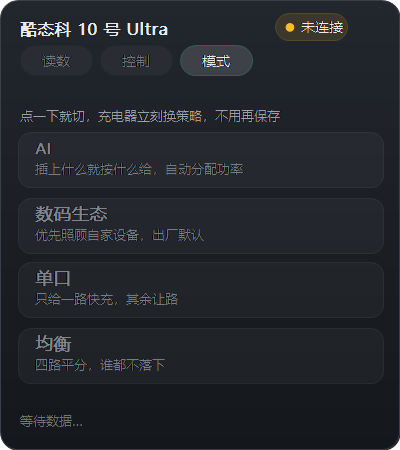 酷态科 10 号 Ultra
未连接
读数 控制 模式
点一下就切，充电器立刻换策略，不用再保存
AI
插上什么就按什么给，自动分配功率
数码生态
优先照顾自家设备，出厂默认
单口
只给一路快充，其余让路
均衡
四路平分，谁都不落下
等待数据...